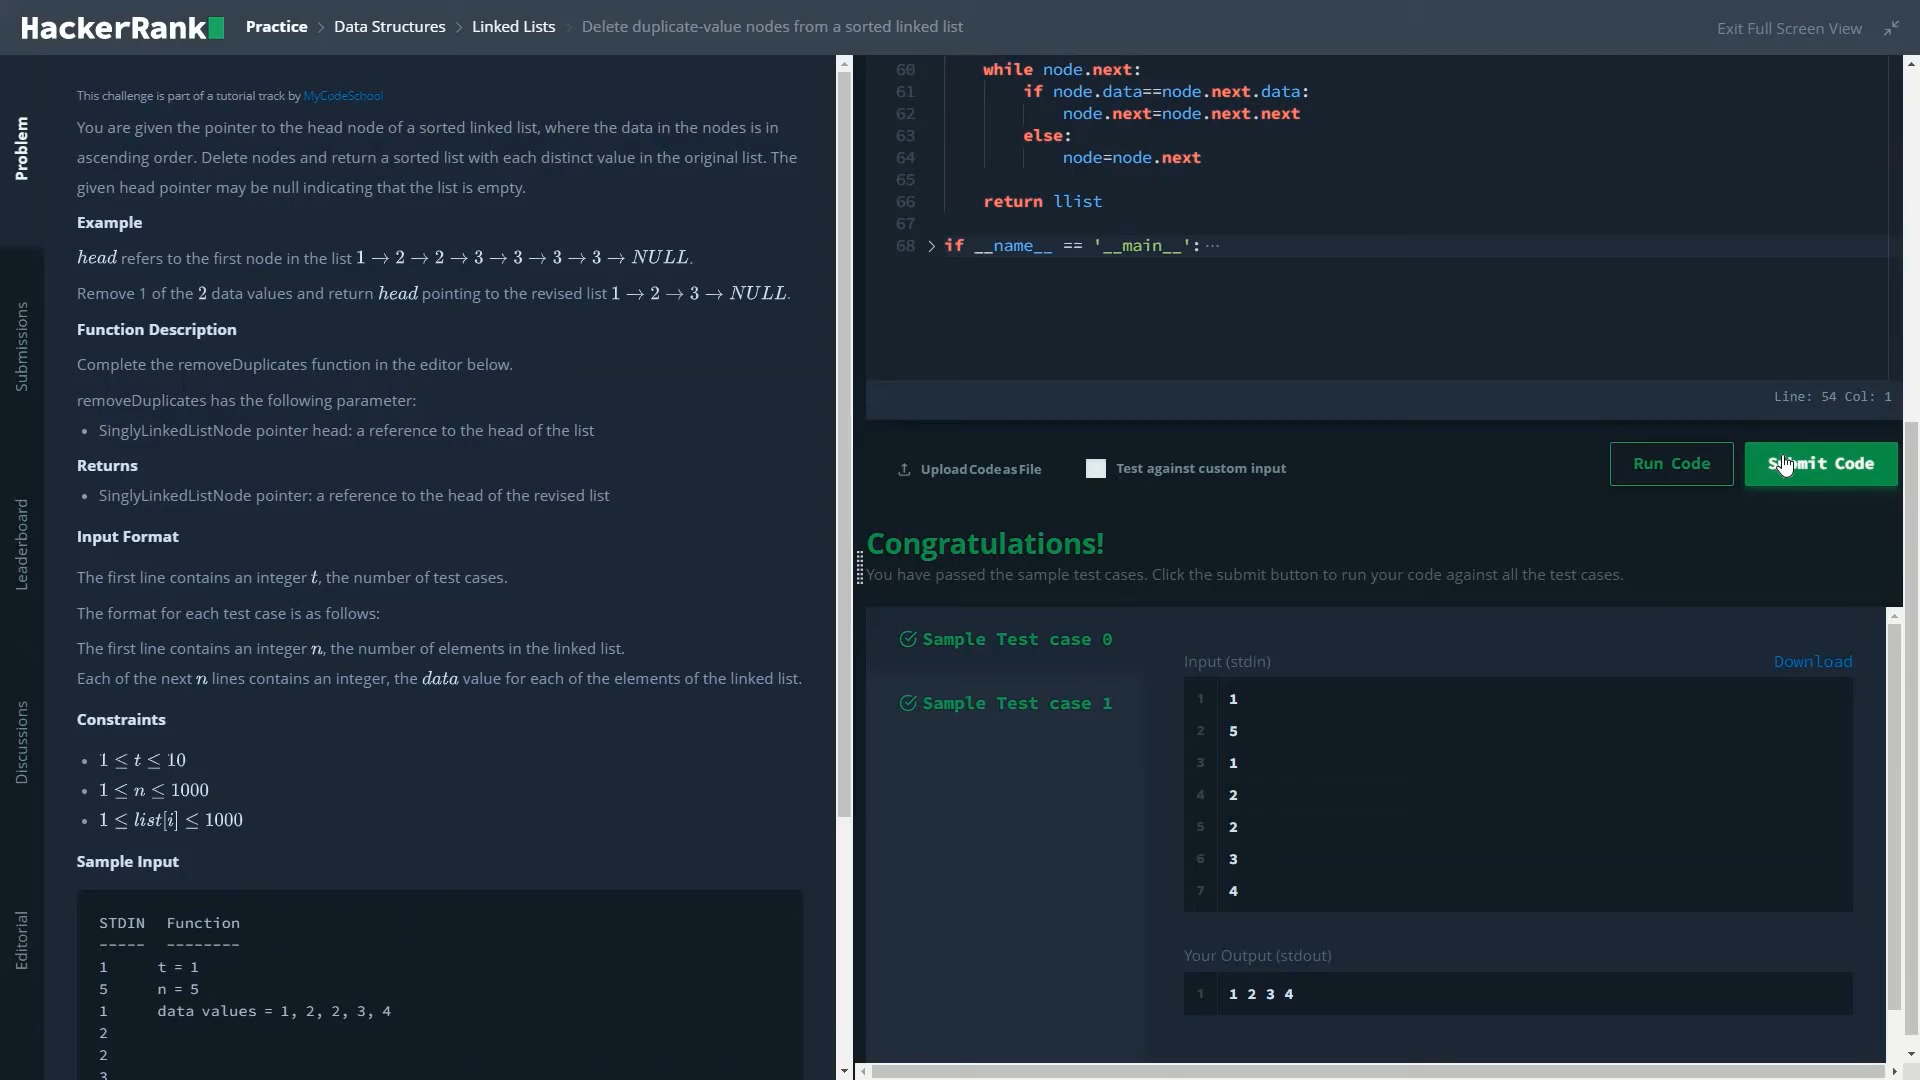 HackerRank Practice > Data Structures > Linked Lists > Delete duplicate-value nodes from a sorted linked list Exit Full Screen View
Problem
Submissions
Leaderboard
Discussions
Editorial
This challenge is part of a tutorial track by MyCodeSchool
You are given the pointer to the head node of a sorted linked list, where the data in the nodes is in
ascending order. Delete nodes and return a sorted list with each distinct value in the original list. The
given head pointer may be null indicating that the list is empty.
Example
head refers to the first node in the list 1 → 2 → 2 → 3 → 3 → 3 → 3 → NULL.
Remove 1 of the 2 data values and return head pointing to the revised list 1 → 2 → 3 → NULL.
Function Description
Complete the removeDuplicates function in the editor below.
removeDuplicates has the following parameter:
• SinglyLinkedListNode pointer head: a reference to the head of the list
Returns
• SinglyLinkedListNode pointer: a reference to the head of the revised list
Input Format
The first line contains an integer t, the number of test cases.
The format for each test case is as follows:
The first line contains an integer n, the number of elements in the linked list.
Each of the next n lines contains an integer, the data value for each of the elements of the linked list.
Constraints
• 1 ≤ t ≤ 10
• 1 ≤ n ≤ 1000
• 1 ≤ list[i] ≤ 1000
Sample Input
STDIN Function
----- --------
1 t = 1
5 n = 5
1 data values = 1, 2, 2, 3, 4
2
2
3
60 while node.next:
61 if node.data==node.next.data:
62 node.next=node.next.next
63 else:
64 node=node.next
65
66 return llist
67
68 > if __name__ == '__main__': ···
Line: 54 Col: 1
Upload Code as File Test against custom input Run Code Submit Code
Congratulations!
You have passed the sample test cases. Click the submit button to run your code against all the test cases.
Sample Test case 0
Sample Test case 1
Input (stdin) Download
1 1
2 5
3 1
4 2
5 2
6 3
7 4
Your Output (stdout)
1 1 2 3 4